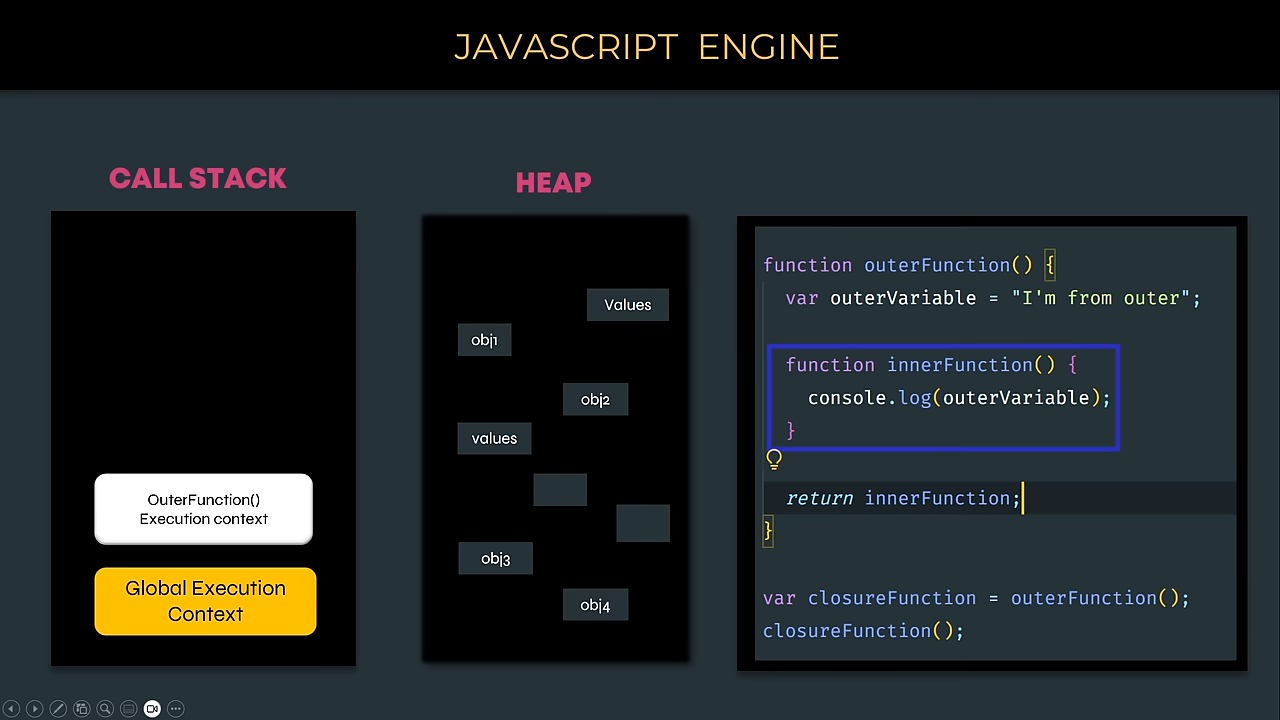 JAVASCRIPT ENGINE
CALL STACK
OuterFunction()
Execution context
Global Execution
Context
HEAP
Values
obj1
obj2
values
obj3
obj4
function outerFunction() {
var outerVariable = "I'm from outer";
function innerFunction() {
console.log(outerVariable);
}
return innerFunction;
}
var closureFunction = outerFunction();
closureFunction();